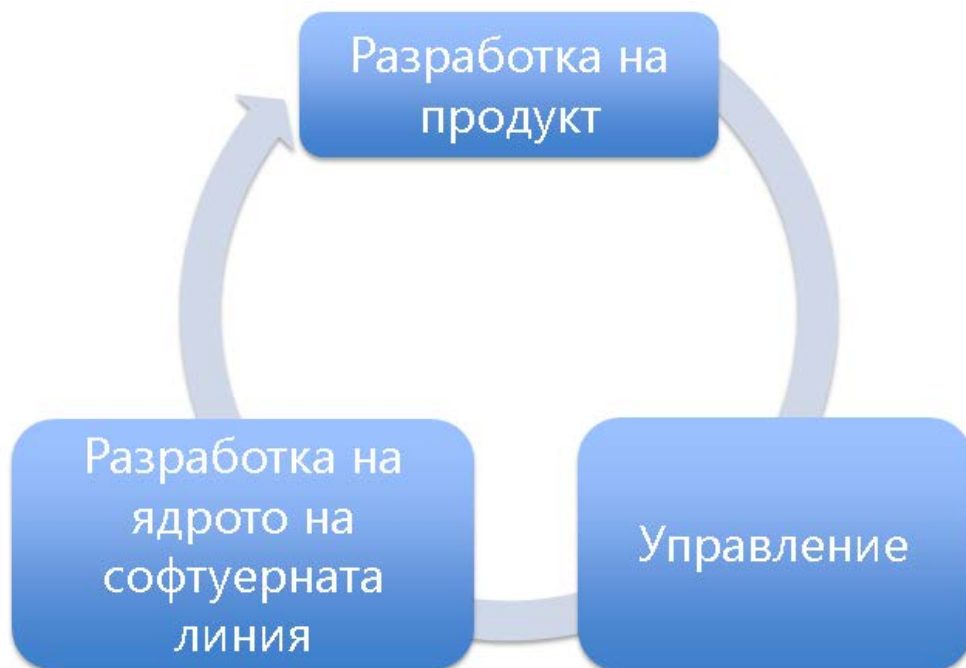 Разработка на
продукт
Разработка на
ядрото на
софтуерната
линия
Управление